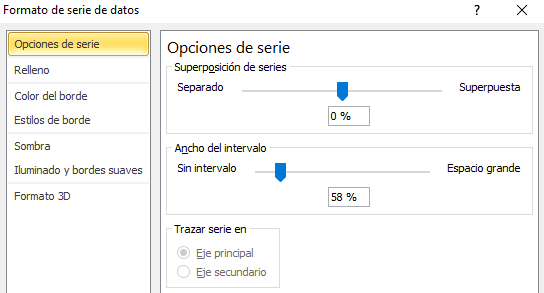 Formato de serie de datos
Opciones de serie
Relleno
Color del borde
Estilos de borde
Sombra
Iluminado y bordes suaves
Formato 3D
Opciones de serie
Superposición de series
Separado Superpuesta
0 %
Ancho del intervalo
Sin intervalo Espacio grande
58 %
Trazar serie en
Eje principal
Eje secundario